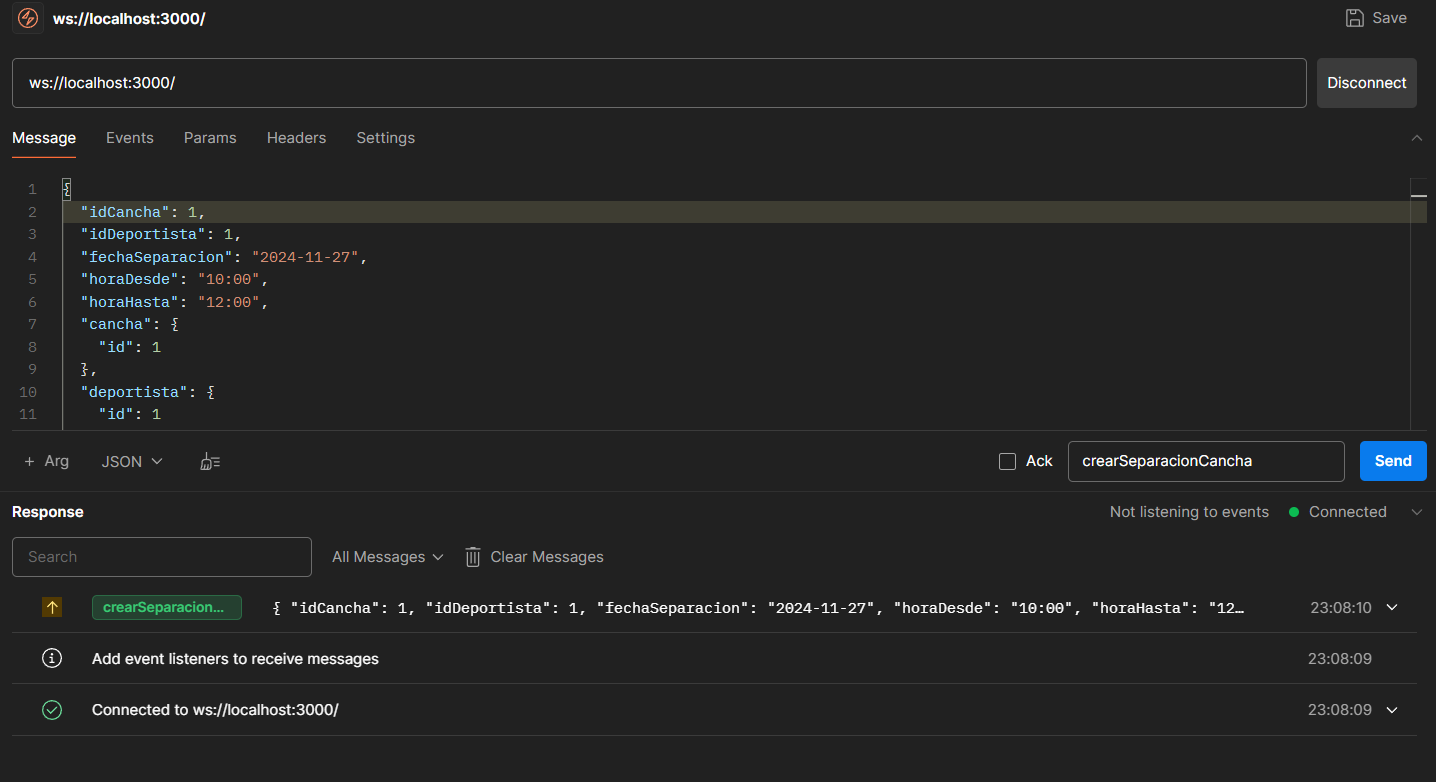 ws://localhost:3000/
Save
ws://localhost:3000/
Disconnect
Message Events Params Headers Settings
1 {
2 "idCancha": 1,
3 "idDeportista": 1,
4 "fechaSeparacion": "2024-11-27",
5 "horaDesde": "10:00",
6 "horaHasta": "12:00",
7 "cancha": {
8 "id": 1
9 },
10 "deportista": {
11 "id": 1
+ Arg JSON Ack crearSeparacionCancha Send
Response Not listening to events Connected
Search All Messages Clear Messages
crearSeparacion... { "idCancha": 1, "idDeportista": 1, "fechaSeparacion": "2024-11-27", "horaDesde": "10:00", "horaHasta": "12... 23:08:10
Add event listeners to receive messages 23:08:09
Connected to ws://localhost:3000/ 23:08:09